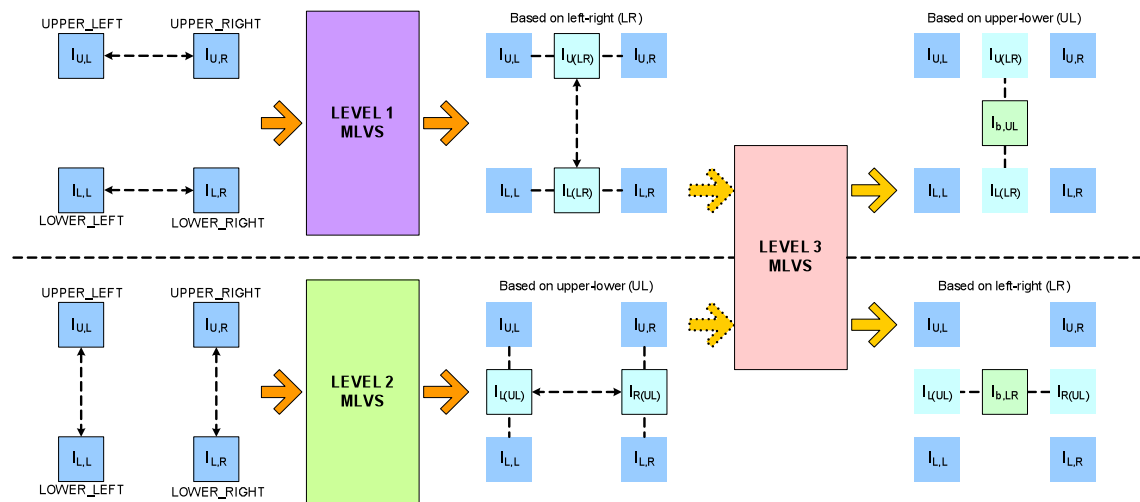 UPPER_LEFT UPPER_RIGHT
I U,L I U,R
I L,L I L,R
LOWER_LEFT LOWER_RIGHT
LEVEL 1
MLVS
Based on left-right (LR)
I U,L I U(LR) I U,R
I L,L I L(LR) I L,R
Based on upper-lower (UL)
I U,L I U(LR) I U,R
I b,UL
I L,L I L(LR) I L,R
LEVEL 3
MLVS
UPPER_LEFT UPPER_RIGHT
I U,L I U,R
I L,L I L,R
LOWER_LEFT LOWER_RIGHT
LEVEL 2
MLVS
Based on upper-lower (UL)
I U,L I U,R
I L(UL) I R(UL)
I L,L I L,R
Based on left-right (LR)
I U,L I U,R
I L(UL) I b,LR I R(UL)
I L,L I L,R